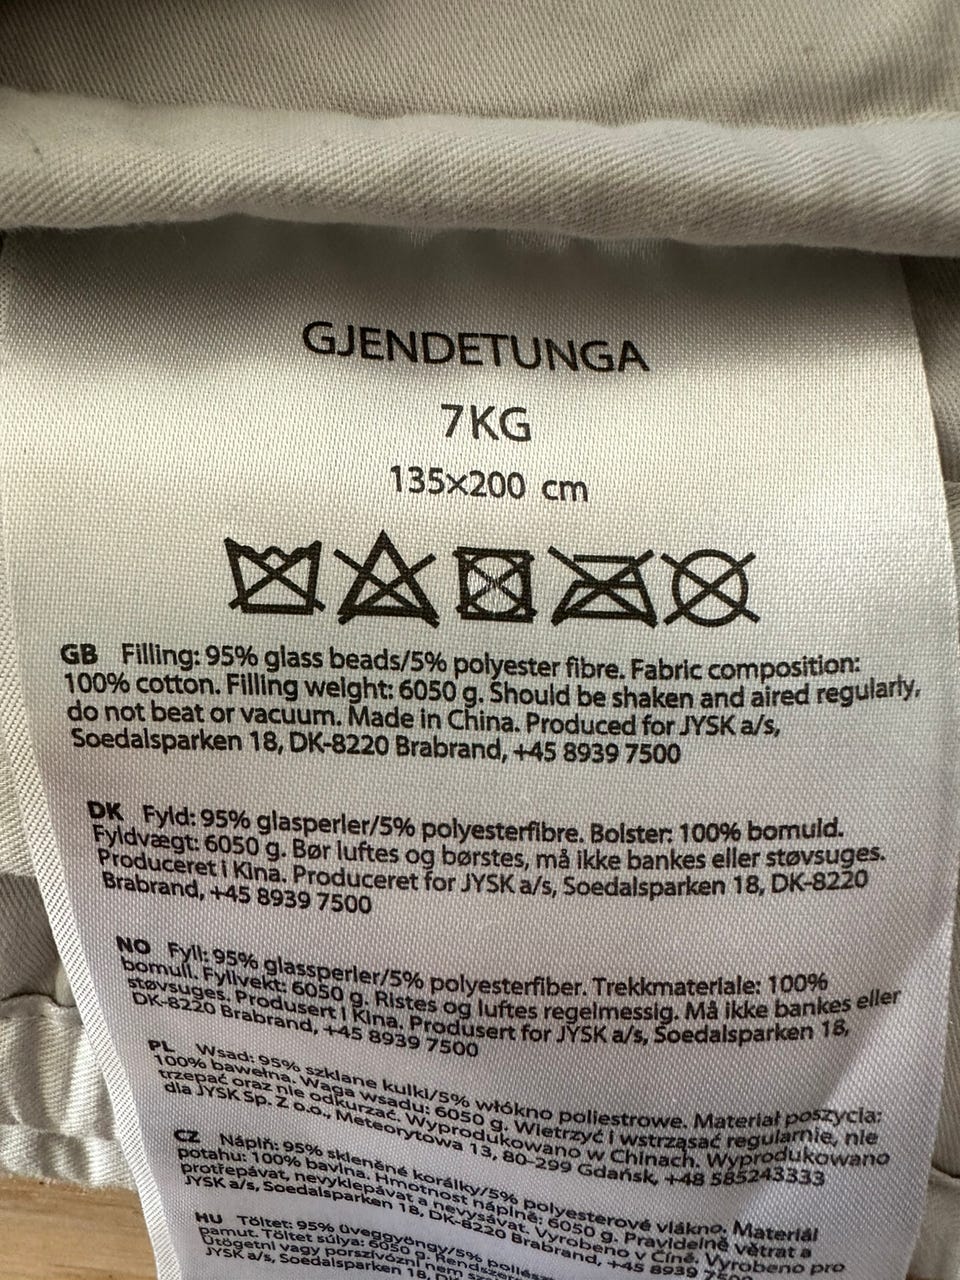 GJENDETUNGA
7KG
135×200 cm
GB Filling: 95% glass beads/5% polyester fibre. Fabric composition:
100% cotton. Filling weight: 6050 g. Should be shaken and aired regularly,
do not beat or vacuum. Made in China. Produced for JYSK a/s,
Soedalsparken 18, DK-8220 Brabrand, +45 8939 7500
DK Fyld: 95% glasperler/5% polyesterfibre. Bolster: 100% bomuld.
Fyldvægt: 6050 g. Bør luftes og børstes, må ikke bankes eller støvsuges.
Produceret i Kina. Produceret for JYSK a/s, Soedalsparken 18, DK-8220
Brabrand, +45 8939 7500
NO Fyll: 95% glassperler/5% polyesterfiber. Trekkmateriale: 100%
bomull. Fyllvekt: 6050 g. Ristes og luftes regelmessig. Må ikke bankes eller
støvsuges. Produsert i Kina. Produsert for JYSK a/s, Soedalsparken 18,
DK-8220 Brabrand, +45 8939 7500
PL Wsad: 95% szklane kulki/5% włókno poliestrowe. Materiał poszycia:
100% bawełna. Waga wsadu: 6050 g. Wietrzyć i wstrząsać regularnie, nie
trzepać oraz nie odkurzać. Wyprodukowano w Chinach. Wyprodukowano
dla JYSK Sp. Z o.o., Meteorytowa 13, 80-299 Gdańsk, +48 585243333
CZ Náplň: 95% skleněné korálky/5% polyesterové vlákno. Materiál
potahu: 100% bavlna. Hmotnost náplně: 6050 g. Pravidelně větrat a
protřepávat, nevyklepávat a nevysávat. Vyrobeno v Číně. Vyrobeno pro
JYSK a/s, Soedalsparken 18, DK-8220 Brabrand, +45 8939 7500
HU Töltet: 95% üveggyöngy/5%
pamut. Töltet súlya: 6050 g.
Ütögetni vagy porszívózni nem
JYSK a/s, Soedalsparken 18,